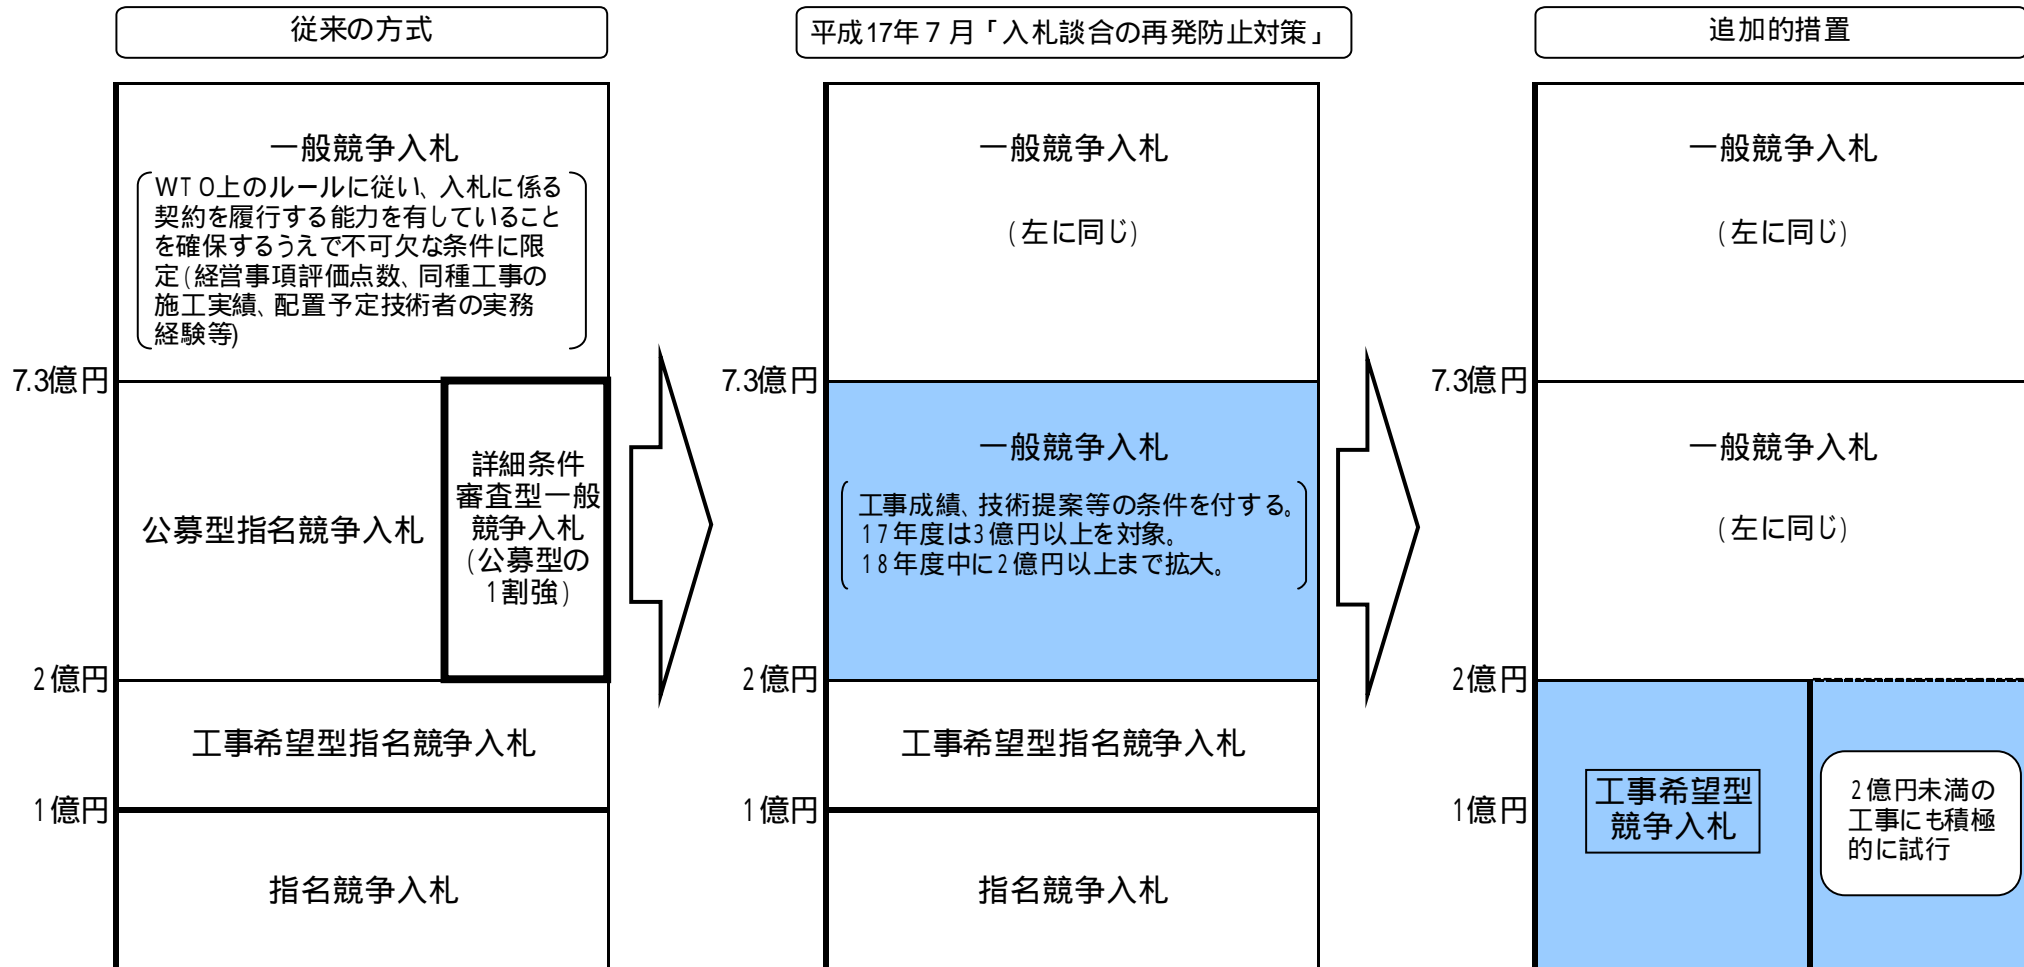 従来の方式
一般競争入札
WTO上のルールに従い、入札に係る
契約を履行する能力を有していること
を確保するうえで不可欠な条件に限
定(経営事項評価点数、同種工事の
施工実績、配置予定技術者の実務
経験等)
7.3億円
公募型指名競争入札
詳細条件
審査型一般
競争入札
(公募型の
1割強)
2億円
工事希望型指名競争入札
1億円
指名競争入札
平成17年7月「入札談合の再発防止対策」
一般競争入札
(左に同じ)
7.3億円
一般競争入札
工事成績、技術提案等の条件を付する。
17年度は3億円以上を対象。
18年度中に2億円以上まで拡大。
2億円
工事希望型指名競争入札
1億円
指名競争入札
追加的措置
一般競争入札
(左に同じ)
7.3億円
一般競争入札
(左に同じ)
2億円
1億円
工事希望型
競争入札
2億円未満の
工事にも積極
的に試行